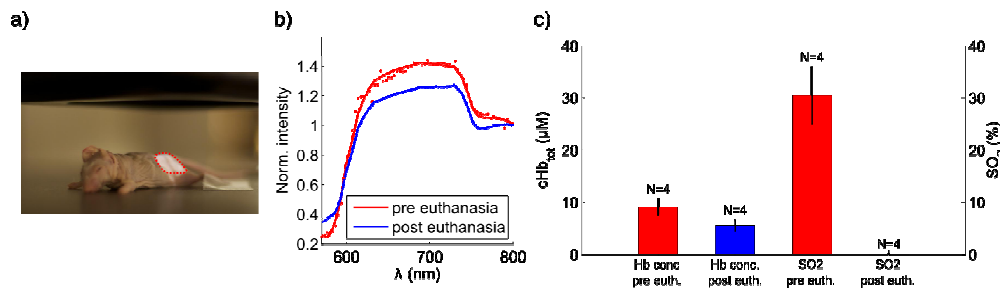 a)
b)
c)
1.4
1.2
1
0.8
0.6
0.4
0.2
Norm. intensity
600
700
800
λ (nm)
pre euthanasia
post euthanasia
40
30
20
10
0
cHbtot (µM)
N=4
N=4
N=4
N=4
Hb conc
pre euth.
Hb conc.
post euth.
SO2
pre euth.
SO2
post euth.
40
30
20
10
0
SO2 (%)